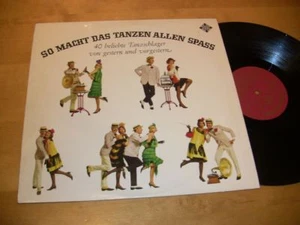 SO MACHT DAS TANZEN ALLEN SPASS
40 beliebte Tanzschlager
von gestern und vorgestern